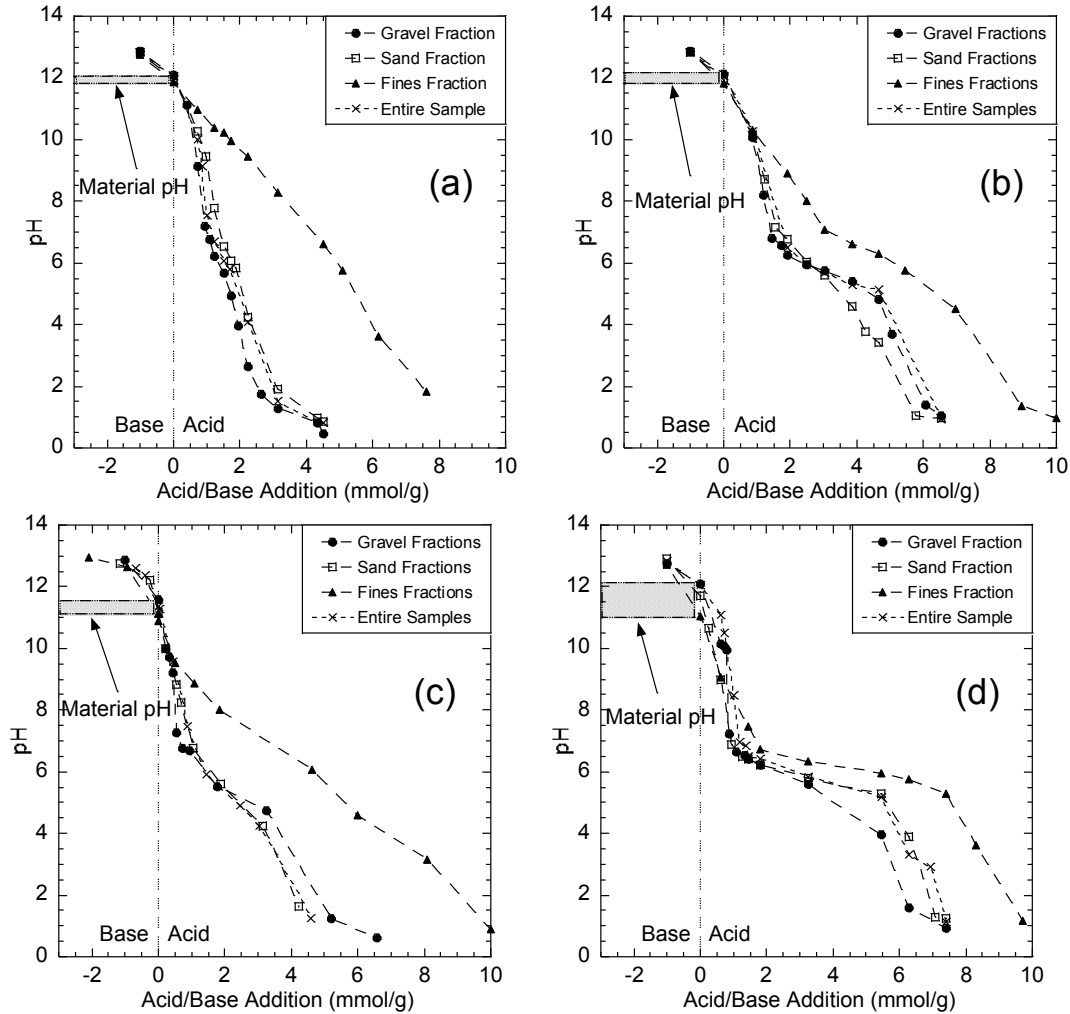 14
12
10
8
6
4
2
0
pH
Gravel Fraction
Sand Fraction
Fines Fraction
Entire Sample
(a)
Material pH
Base
Acid
-2 0 2 4 6 8 10
Acid/Base Addition (mmol/g)
14
12
10
8
6
4
2
0
pH
Gravel Fractions
Sand Fractions
Fines Fractions
Entire Samples
(b)
Material pH
Base
Acid
-2 0 2 4 6 8 10
Acid/Base Addition (mmol/g)
14
12
10
8
6
4
2
0
pH
Gravel Fractions
Sand Fractions
Fines Fractions
Entire Samples
(c)
Material pH
Base
Acid
-2 0 2 4 6 8 10
Acid/Base Addition (mmol/g)
14
12
10
8
6
4
2
0
pH
Gravel Fraction
Sand Fraction
Fines Fraction
Entire Samples
(d)
Material pH
Base
Acid
-2 0 2 4 6 8 10
Acid/Base Addition (mmol/g)